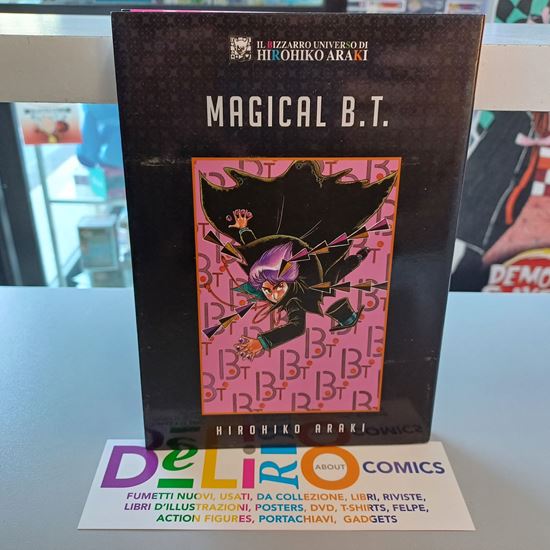 IL BIZZARRO UNIVERSO DI
HIROHIKO ARAKI
MAGICAL B.T.
HIROHIKO ARAKI
DeLiRiO ABOUT COMICS
FUMETTI NUOVI, USATI, DA COLLEZIONE, LIBRI, RIVISTE,
LIBRI D'ILLUSTRAZIONI, POSTERS, DVD, T-SHIRTS, FELPE,
ACTION FIGURES, PORTACHIAVI, GADGETS
DEMO